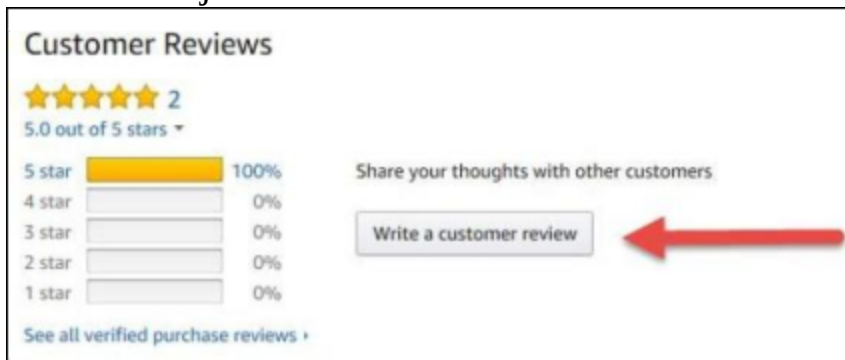 Customer Reviews
2
5.0 out of 5 stars
5 star 100%
4 star 0%
3 star 0%
2 star 0%
1 star 0%
Share your thoughts with other customers
Write a customer review
See all verified purchase reviews ›